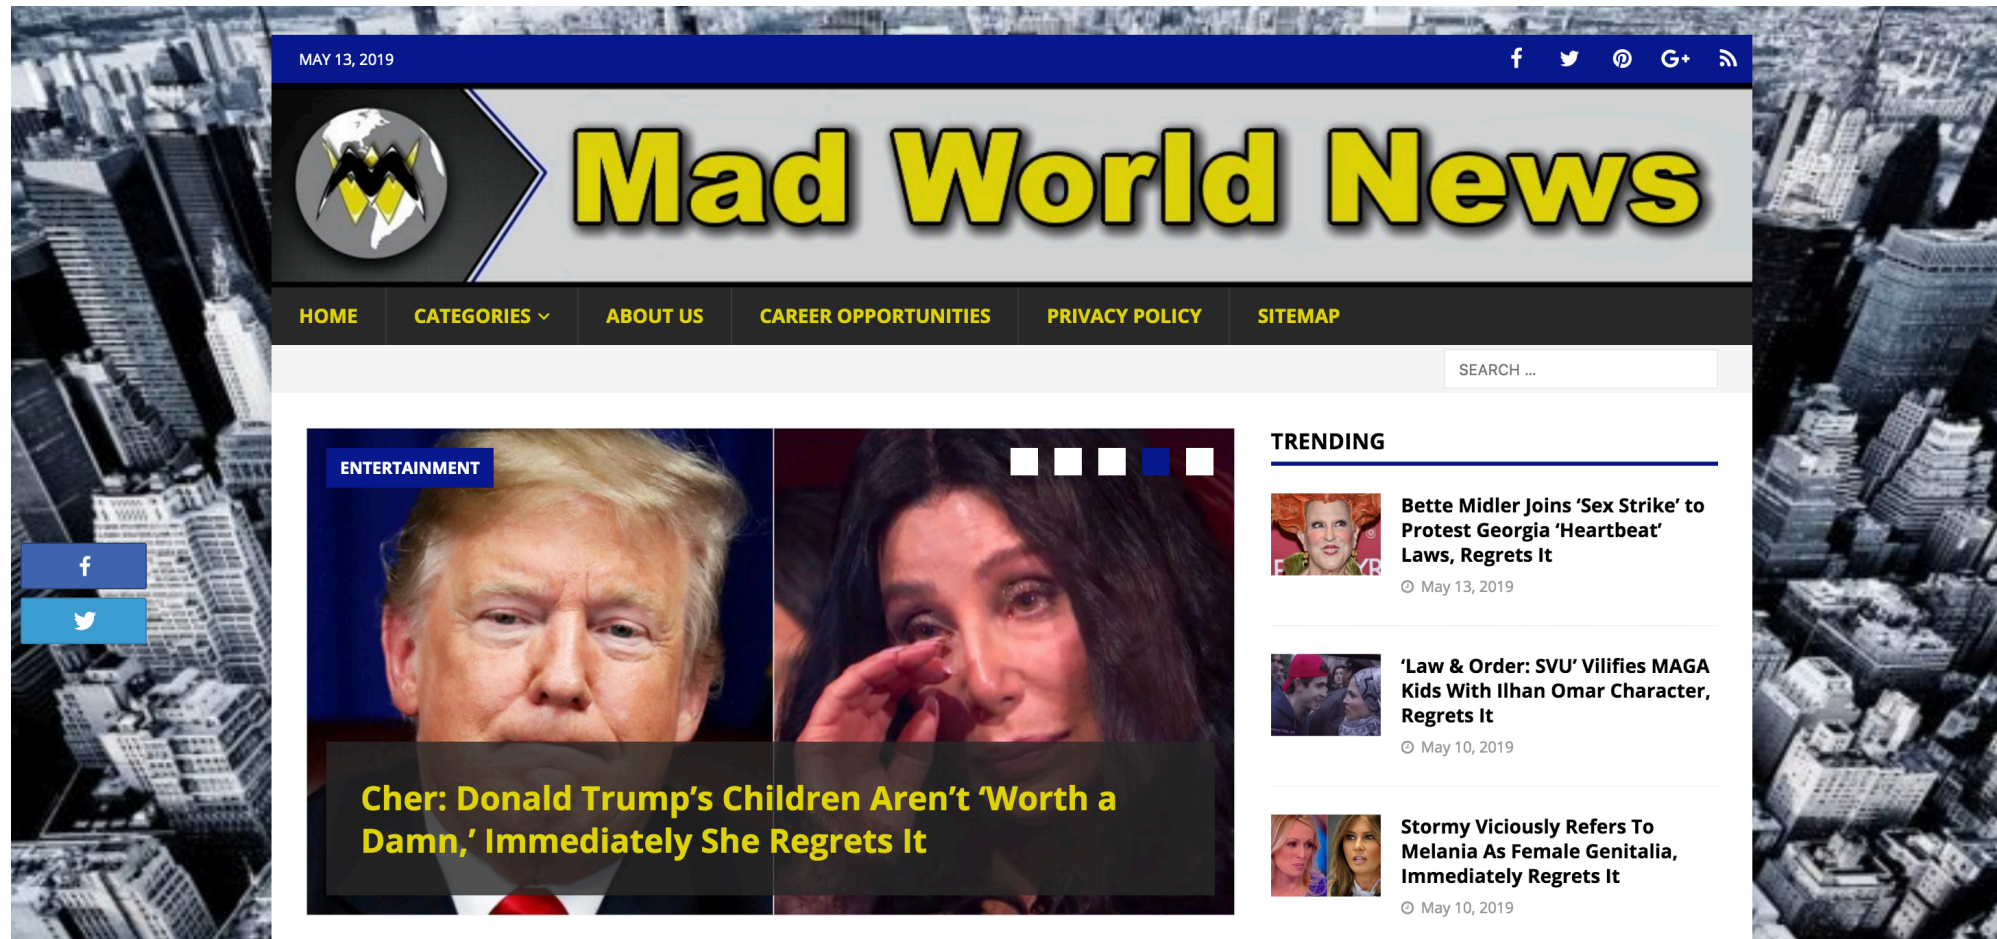 MAY 13, 2019
Mad World News
HOME
CATEGORIES
ABOUT US
CAREER OPPORTUNITIES
PRIVACY POLICY
SITEMAP
SEARCH ...
ENTERTAINMENT
Cher: Donald Trump’s Children Aren’t ‘Worth a
Damn,’ Immediately She Regrets It
TRENDING
Bette Midler Joins ‘Sex Strike’ to
Protest Georgia ‘Heartbeat’
Laws, Regrets It
May 13, 2019
‘Law & Order: SVU’ Vilifies MAGA
Kids With Ilhan Omar Character,
Regrets It
May 10, 2019
Stormy Viciously Refers To
Melania As Female Genitalia,
Immediately Regrets It
May 10, 2019